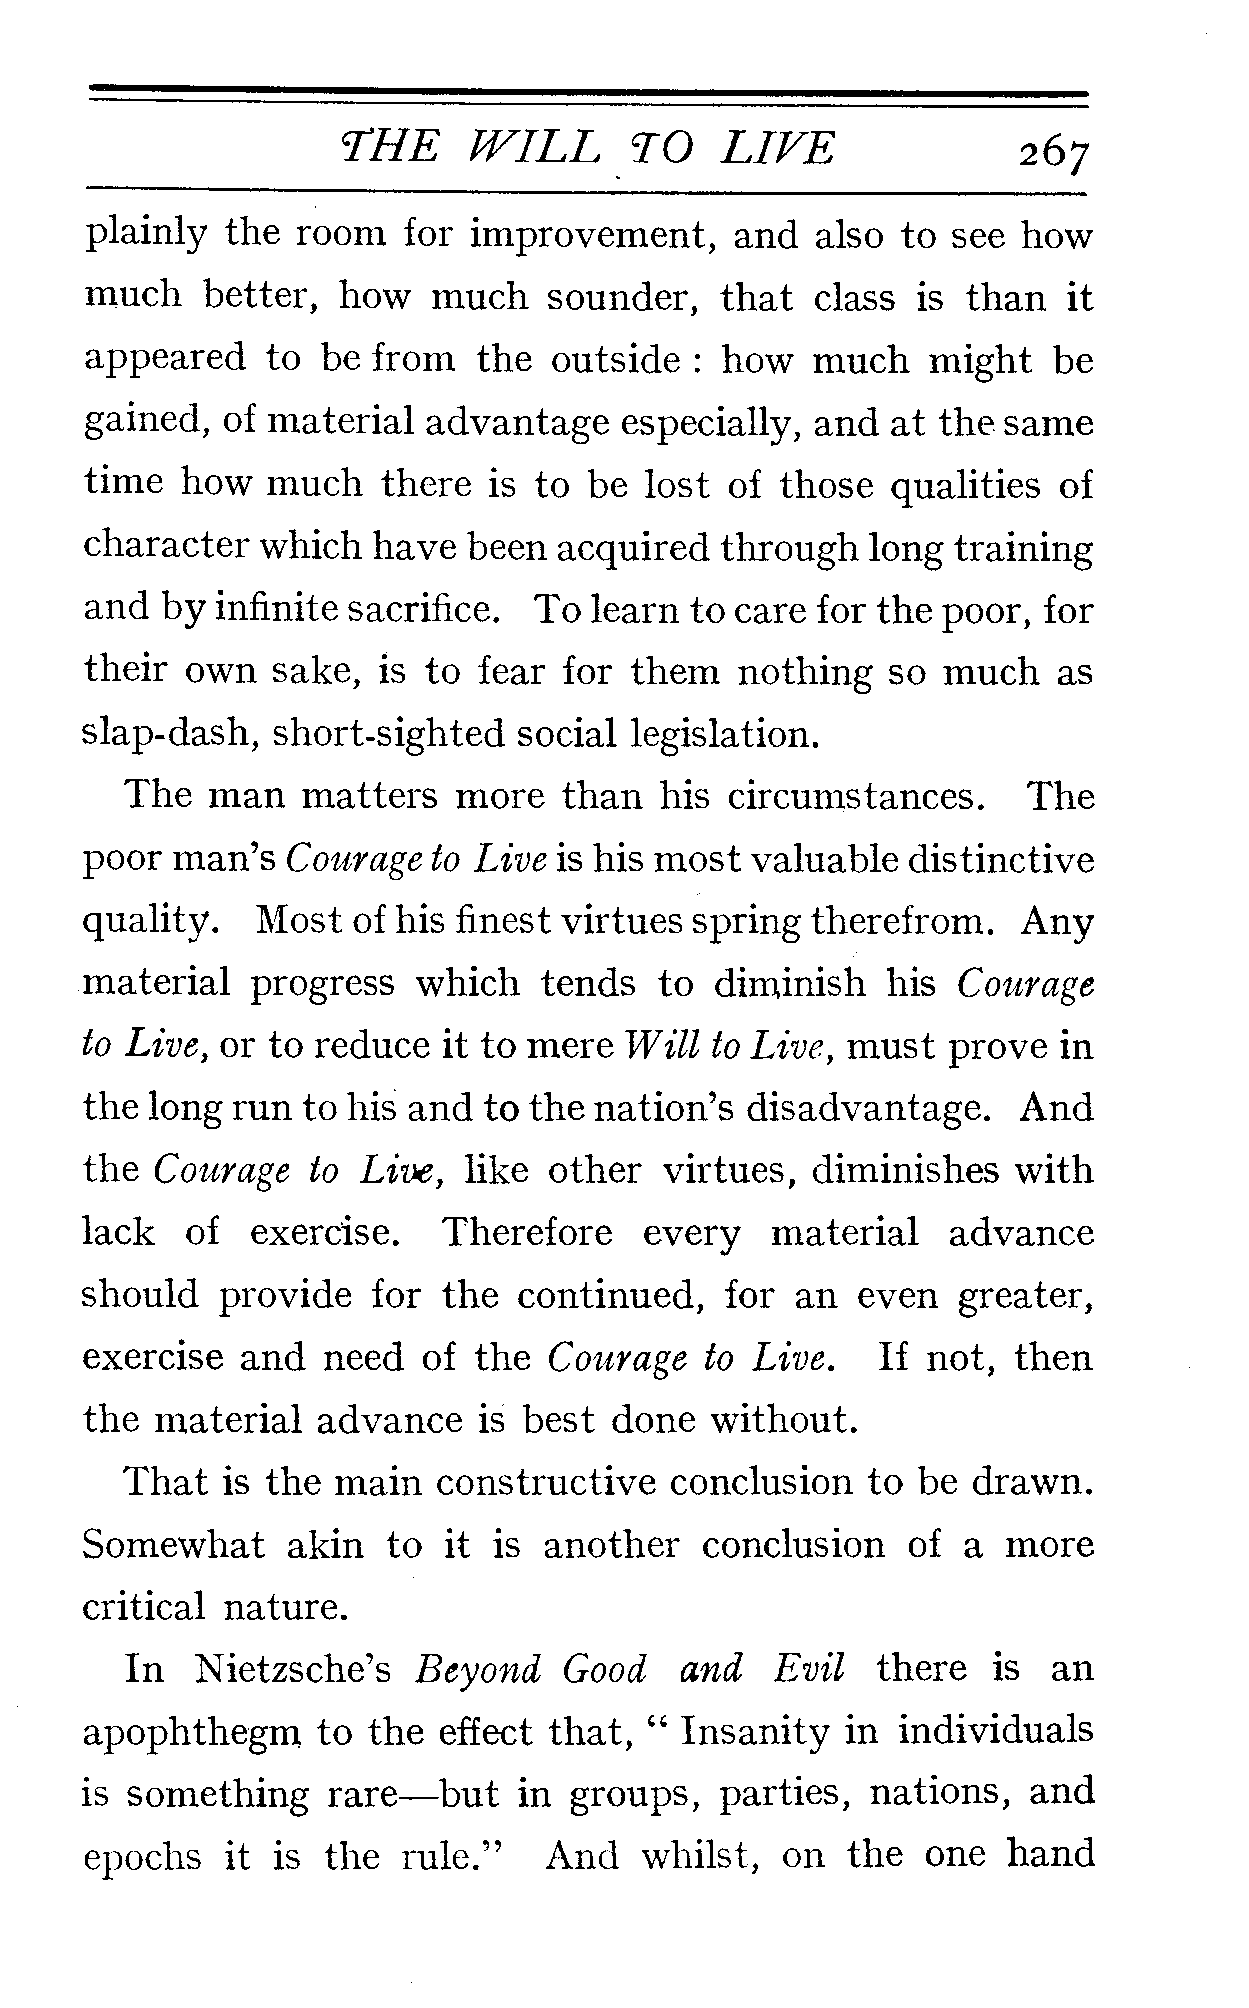 THE WILL TO LIVE 267
plainly the room for improvement, and also to see how
much better, how much sounder, that class is than it
appeared to be from the outside : how much might be
gained, of material advantage especially, and at the same
time how much there is to be lost of those qualities of
character which have been acquired through long training
and by infinite sacrifice. To learn to care for the poor, for
their own sake, is to fear for them nothing so much as
slap-dash, short-sighted social legislation.
The man matters more than his circumstances. The
poor man's Courage to Live is his most valuable distinctive
quality. Most of his finest virtues spring therefrom. Any
material progress which tends to diminish his Courage
to Live, or to reduce it to mere Will to Live, must prove in
the long run to his and to the nation's disadvantage. And
the Courage to Live, like other virtues, diminishes with
lack of exercise. Therefore every material advance
should provide for the continued, for an even greater,
exercise and need of the Courage to Live. If not, then
the material advance is best done without.
That is the main constructive conclusion to be drawn.
Somewhat akin to it is another conclusion of a more
critical nature.
In Nietzsche's Beyond Good and Evil there is an
apophthegm to the effect that, “ Insanity in individuals
is something rare—but in groups, parties, nations, and
epochs it is the rule.” And whilst, on the one hand